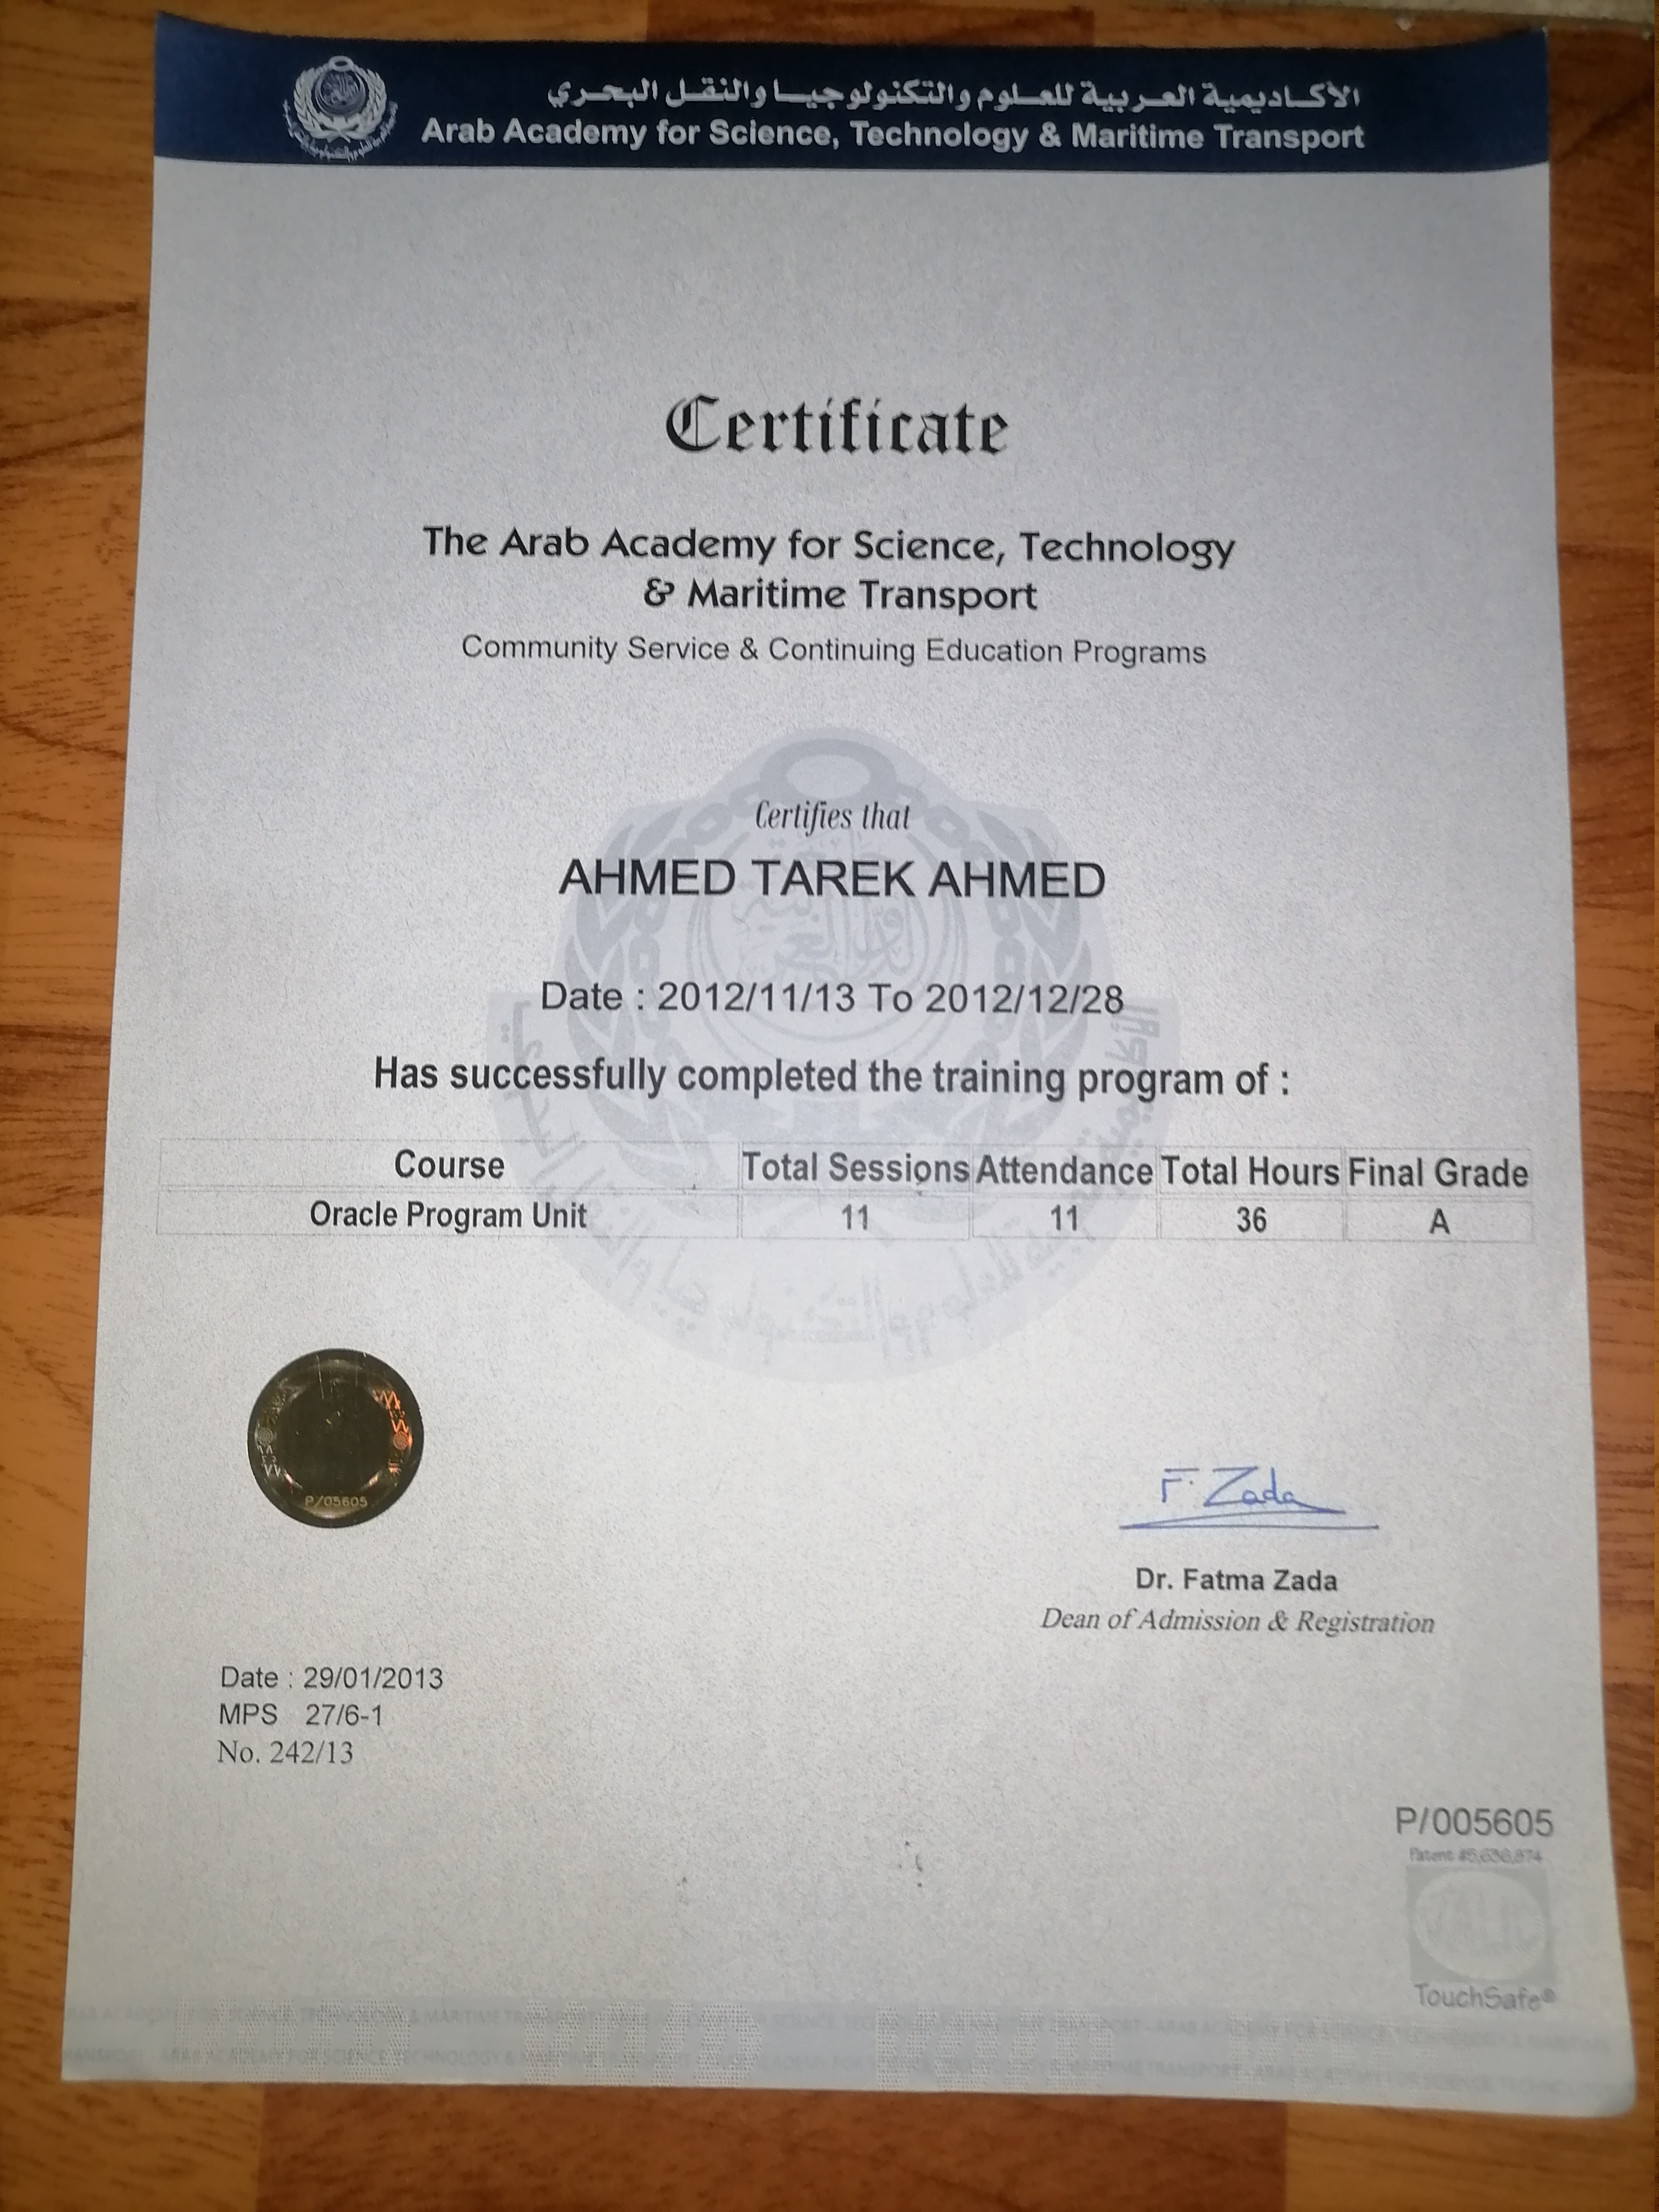 الأكاديمية العربية للعلوم والتكنولوجيا والنقل البحري
Arab Academy for Science, Technology & Maritime Transport
Certificate
The Arab Academy for Science, Technology
& Maritime Transport
Community Service & Continuing Education Programs
Certifies that
AHMED TAREK AHMED
Date : 2012/11/13 To 2012/12/28
Has successfully completed the training program of :
Course Total Sessions Attendance Total Hours Final Grade
Oracle Program Unit 11 11 36 A
P/05605
F. Zada
Dr. Fatma Zada
Dean of Admission & Registration
Date : 29/01/2013
MPS 27/6-1
No. 242/13
P/005605
Patent #5,636,874
VALID
TouchSafe®